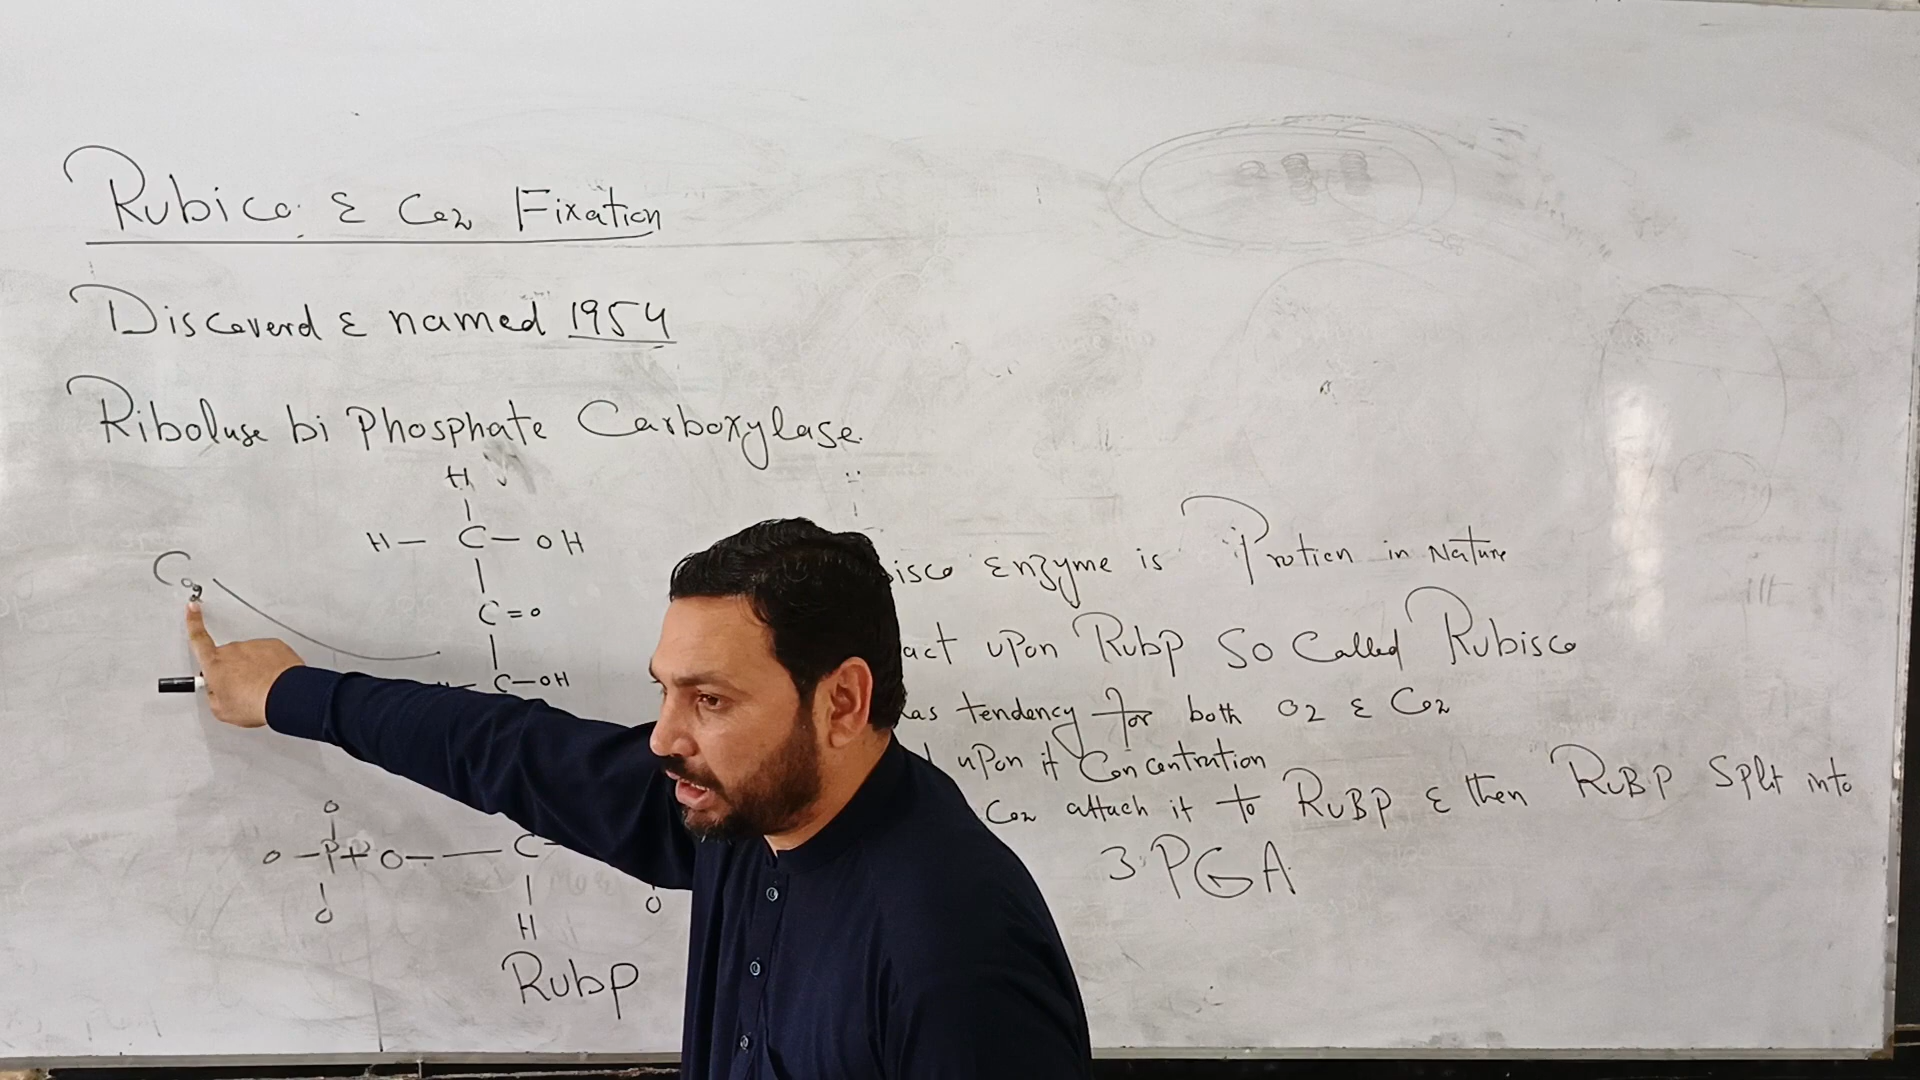 Rubico & Co2 Fixation
Discoverd & named 1954
Riboluse bi Phosphate Carboxylase.
H
H — C — OH
C = O
C — OH
Co2
O
O — P + O — C
O
H
O
Rubp
isco Enzyme is Protien in Nature
act upon Rubp So Called Rubisco
has tendency for both O2 & Co2
upon it Concentration
Co2 attach it to RuBP & then RuBP Split into
3 PGA